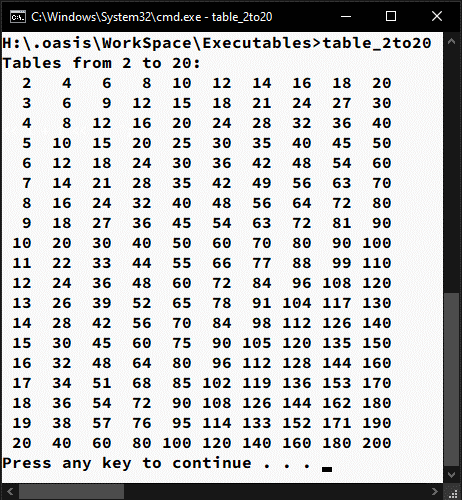 C:\Windows\System32\cmd.exe - table_2to20
H:\.oasis\WorkSpace\Executables>table_2to20
Tables from 2 to 20:
  2   4   6   8  10  12  14  16  18  20
  3   6   9  12  15  18  21  24  27  30
  4   8  12  16  20  24  28  32  36  40
  5  10  15  20  25  30  35  40  45  50
  6  12  18  24  30  36  42  48  54  60
  7  14  21  28  35  42  49  56  63  70
  8  16  24  32  40  48  56  64  72  80
  9  18  27  36  45  54  63  72  81  90
 10  20  30  40  50  60  70  80  90 100
 11  22  33  44  55  66  77  88  99 110
 12  24  36  48  60  72  84  96 108 120
 13  26  39  52  65  78  91 104 117 130
 14  28  42  56  70  84  98 112 126 140
 15  30  45  60  75  90 105 120 135 150
 16  32  48  64  80  96 112 128 144 160
 17  34  51  68  85 102 119 136 153 170
 18  36  54  72  90 108 126 144 162 180
 19  38  57  76  95 114 133 152 171 190
 20  40  60  80 100 120 140 160 180 200
Press any key to continue . . . _